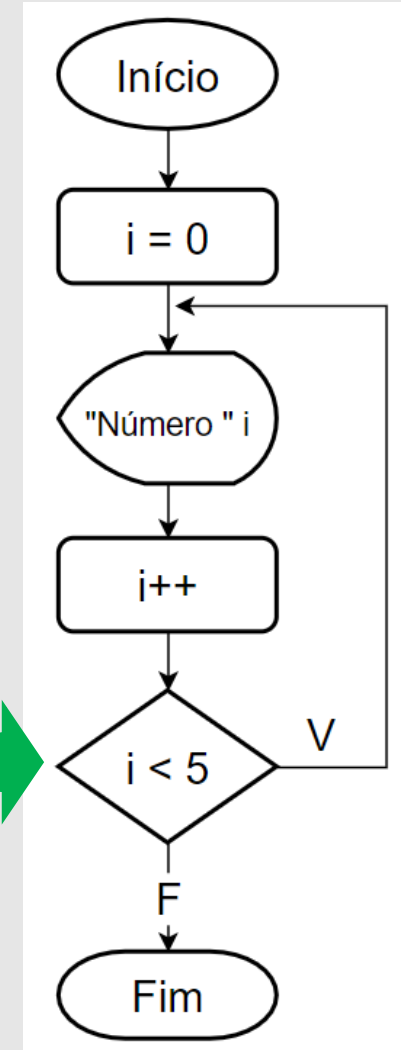 Início
i = 0
"Número " i
i++
i < 5
V
F
Fim